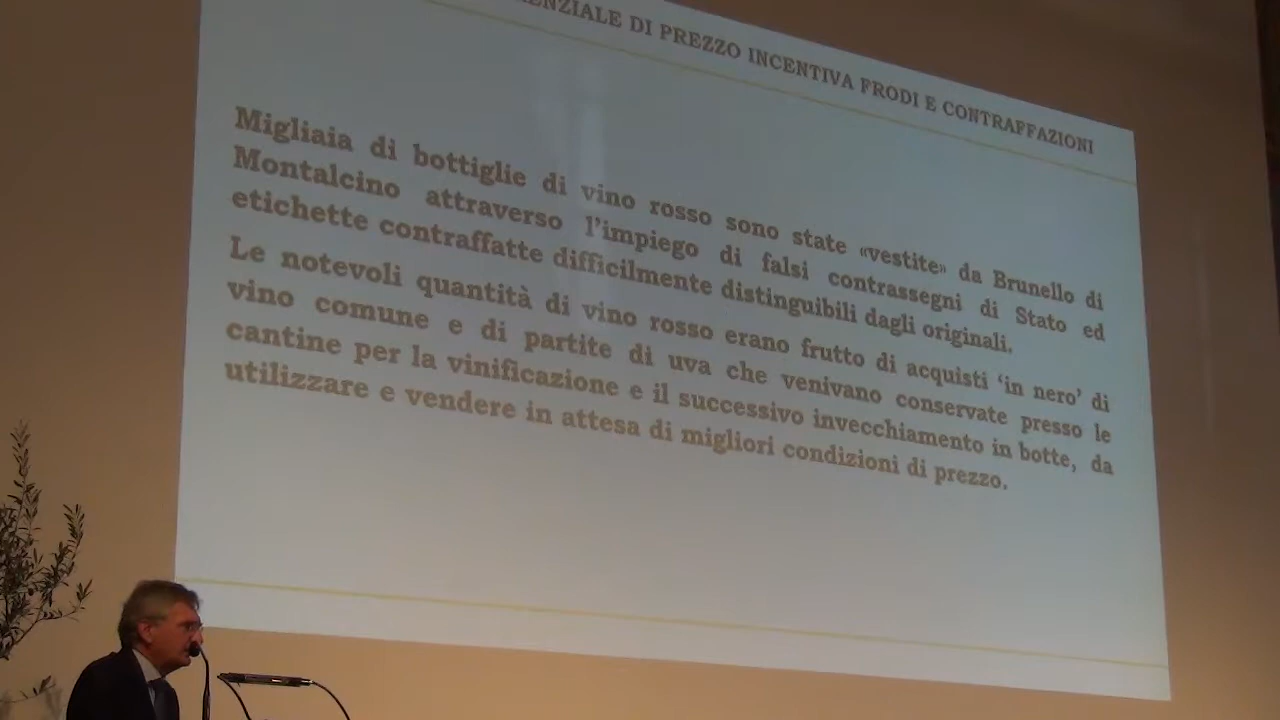 DI PREZZO INCENTIVA FRODI E CONTRAFFAZIONI
Migliaia di bottiglie di vino rosso sono state «vestite» da Brunello di
Montalcino attraverso l'impiego di falsi contrassegni di Stato ed
etichette contraffatte difficilmente distinguibili dagli originali.
Le notevoli quantità di vino rosso erano frutto di acquisti ‘in nero’ di
vino comune e di partite di uva che venivano conservate presso le
cantine per la vinificazione e il successivo invecchiamento in botte, da
utilizzare e vendere in attesa di migliori condizioni di prezzo.